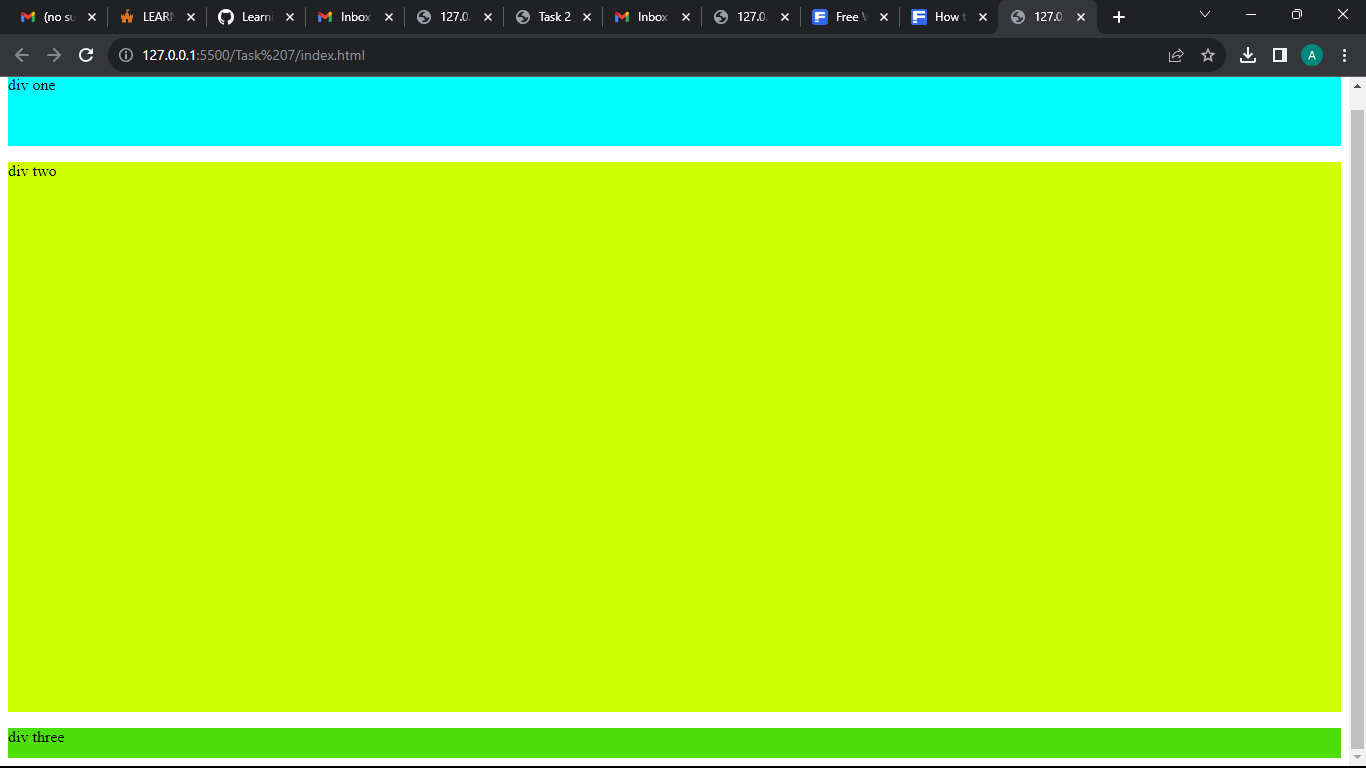 (no su
LEARN
Learni
Inbox
127.0.
Task 2
Inbox
127.0.
Free
How t
127.0.
127.0.0.1:5500/Task%207/index.html
A
div one
div two
div three